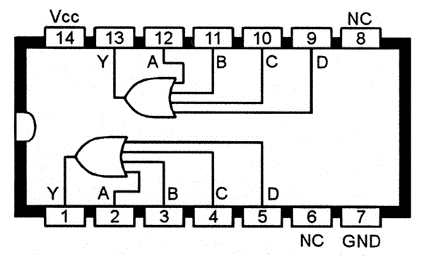 Vcc NC
14 13 12 11 10 9 8
Y A B C D
Y A B C D
1 2 3 4 5 6 7
NC GND